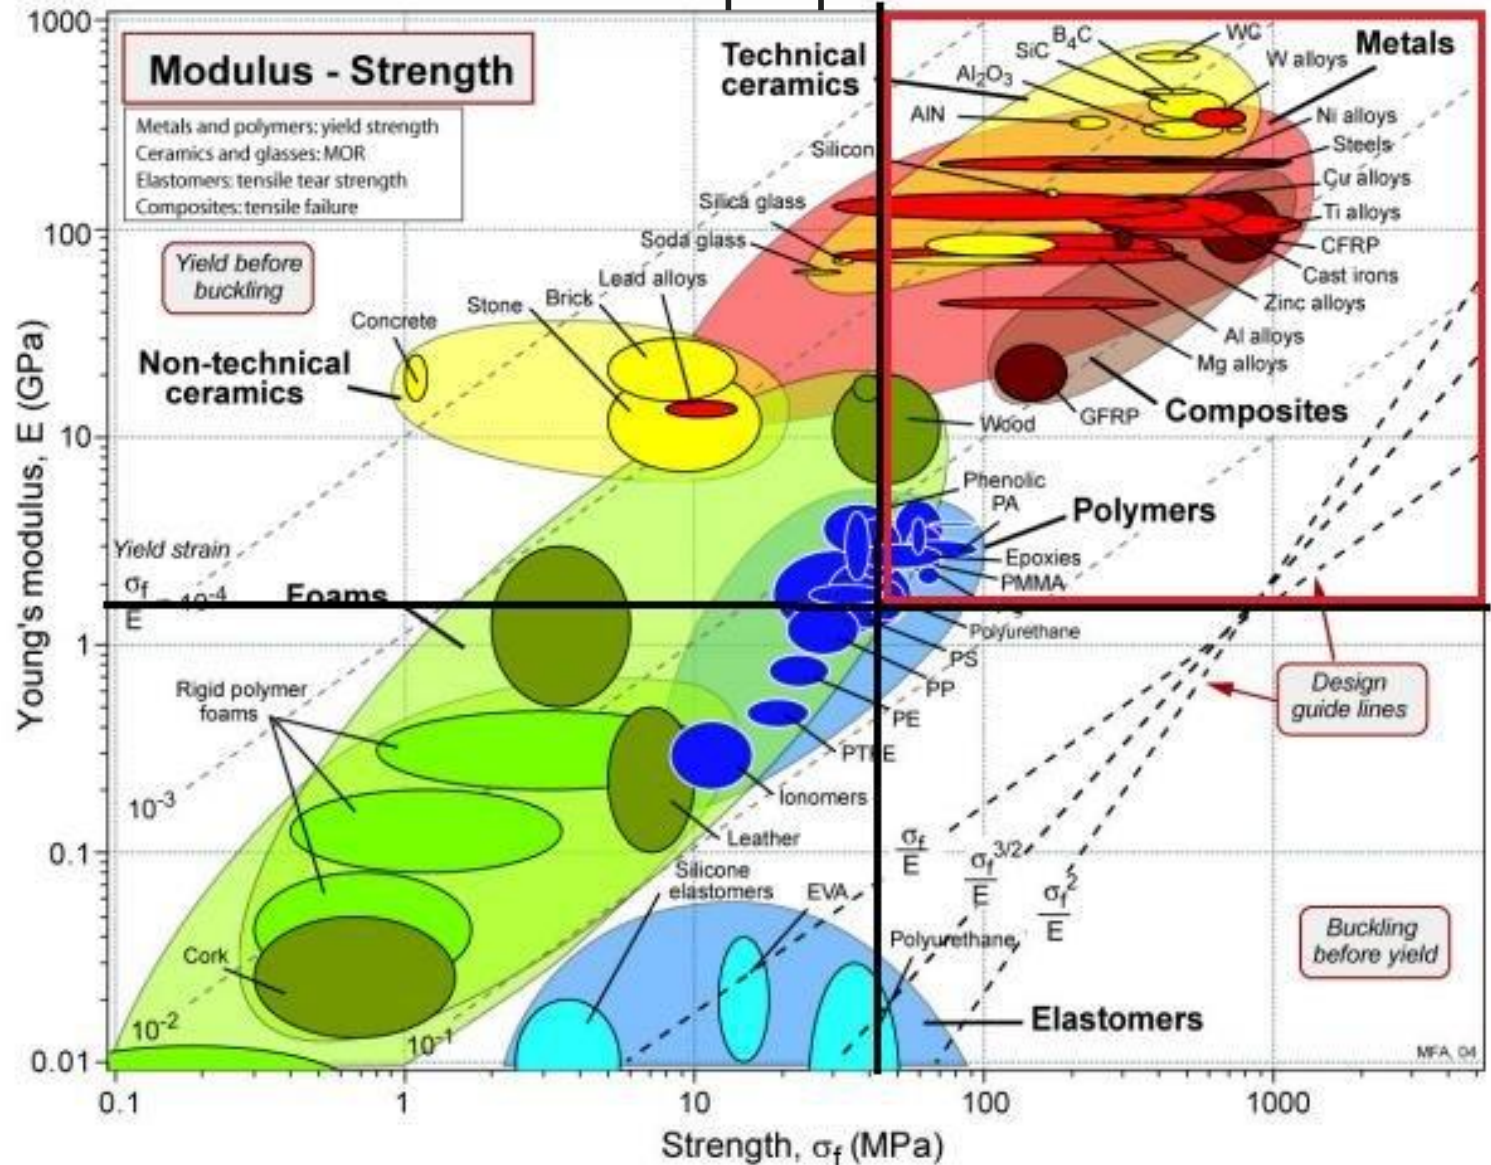 1000
100
10
1
0.1
0.01
Young's modulus, E (GPa)
Modulus - Strength
Metals and polymers: yield strength
Ceramics and glasses: MOR
Elastomers: tensile tear strength
Composites: tensile failure
Yield before
buckling
Technical
ceramics
B4C
SiC
Al2O3
AlN
Silicon
WC
W alloys
Metals
Ni alloys
Steels
Cu alloys
Ti alloys
CFRP
Cast irons
Zinc alloys
Al alloys
Mg alloys
GFRP
Composites
Silica glass
Soda glass
Lead alloys
Brick
Stone
Concrete
Non-technical
ceramics
Wood
Phenolic
PA
Polymers
Epoxies
PMMA
Polyurethane
PS
PP
PE
PTFE
Ionomers
Leather
Yield strain
σf
E
10-4
Foams
Rigid polymer
foams
10-3
Cork
10-2
10-1
Silicone
elastomers
EVA
Polyurethane
Elastomers
Design
guide lines
σf
E
σf3/2
E
σf2
E
Buckling
before yield
MFA, 04
0.1
1
10
100
1000
Strength, σf (MPa)